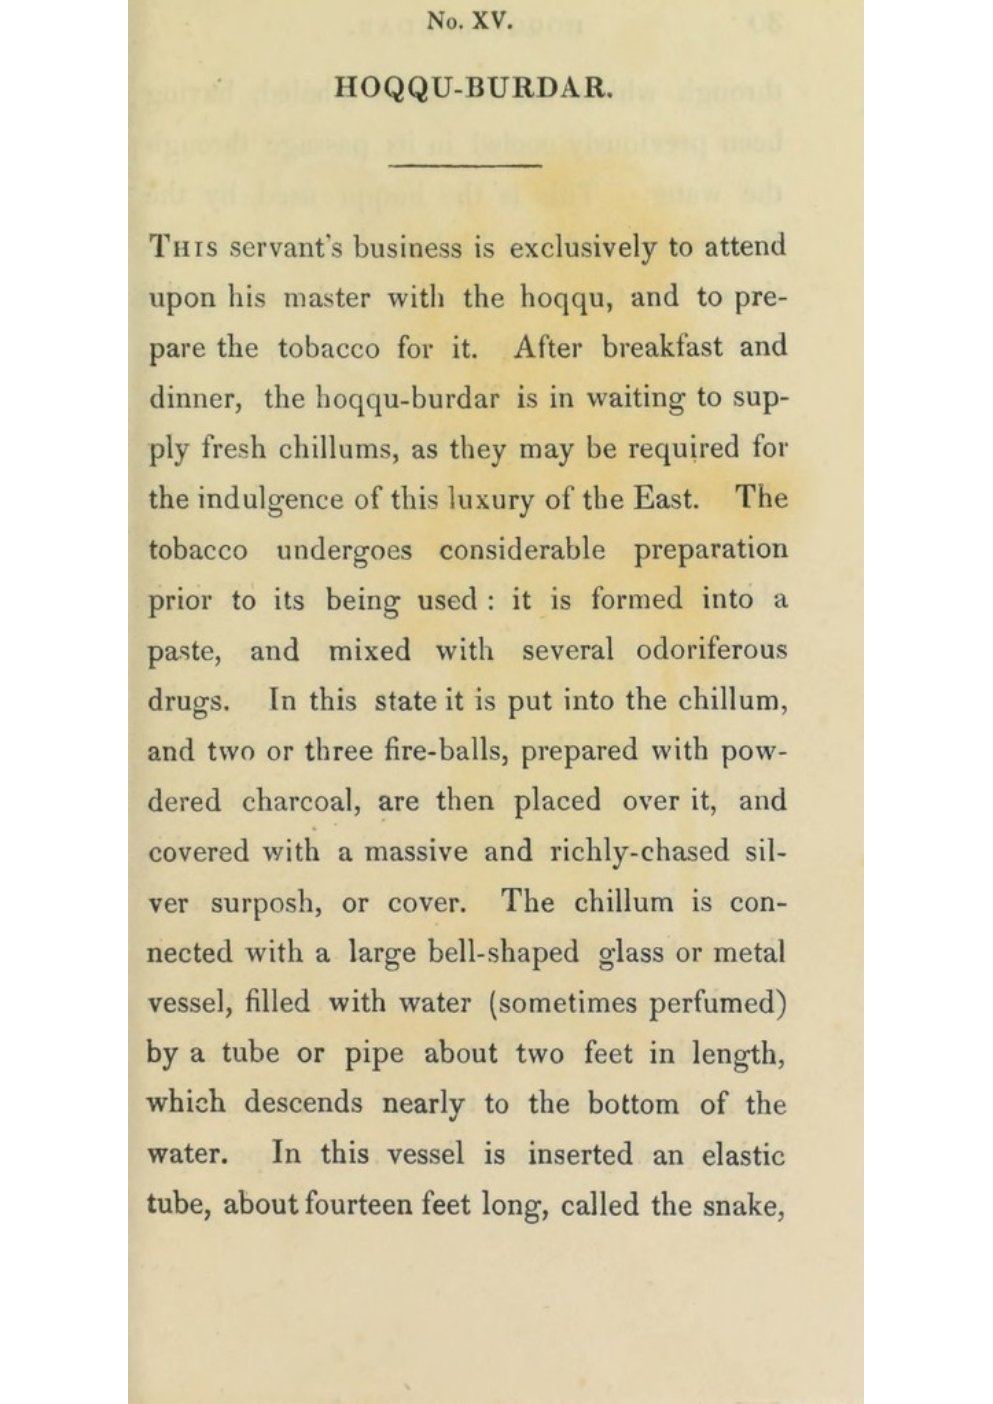 No. XV.
HOQQU-BURDAR.
THIS servant's business is exclusively to attend
upon his master with the hoqqu, and to pre-
pare the tobacco for it. After breakfast and
dinner, the hoqqu-burdar is in waiting to sup-
ply fresh chillums, as they may be required for
the indulgence of this luxury of the East. The
tobacco undergoes considerable preparation
prior to its being used : it is formed into a
paste, and mixed with several odoriferous
drugs. In this state it is put into the chillum,
and two or three fire-balls, prepared with pow-
dered charcoal, are then placed over it, and
covered with a massive and richly-chased sil-
ver surposh, or cover. The chillum is con-
nected with a large bell-shaped glass or metal
vessel, filled with water (sometimes perfumed)
by a tube or pipe about two feet in length,
which descends nearly to the bottom of the
water. In this vessel is inserted an elastic
tube, about fourteen feet long, called the snake,